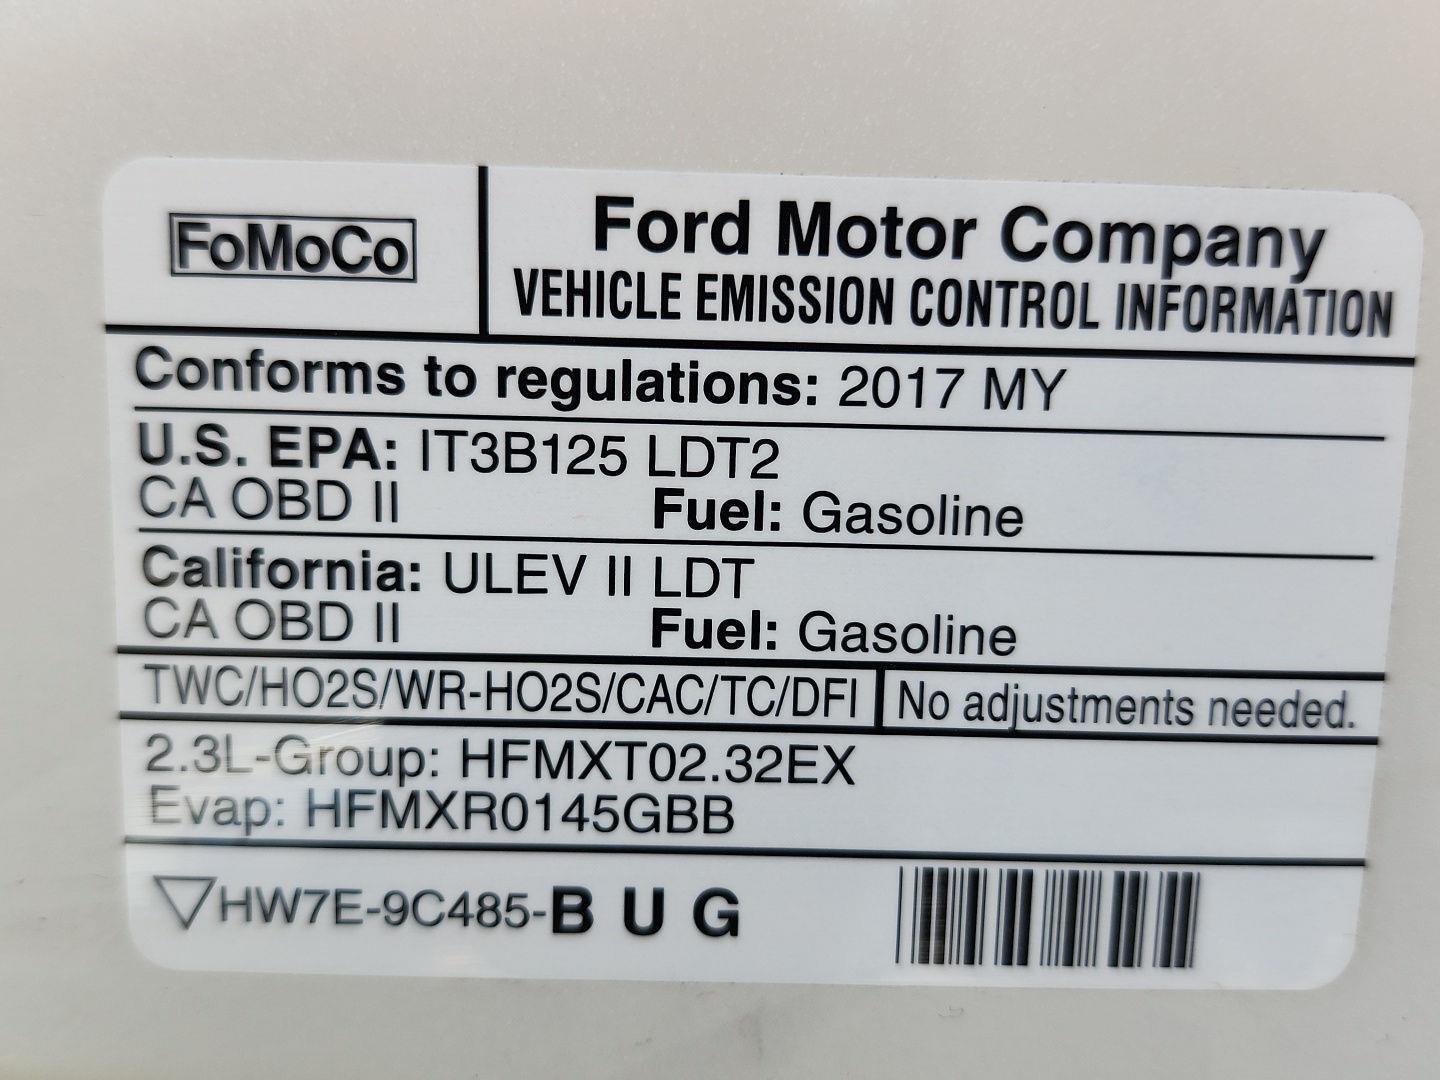 FoMoCo
Ford Motor Company
VEHICLE EMISSION CONTROL INFORMATION
Conforms to regulations: 2017 MY
U.S. EPA: IT3B125 LDT2
CA OBD II Fuel: Gasoline
California: ULEV II LDT
CA OBD II Fuel: Gasoline
TWC/HO2S/WR-HO2S/CAC/TC/DFI No adjustments needed.
2.3L-Group: HFMXT02.32EX
Evap: HFMXR0145GBB
▽HW7E-9C485-B U G